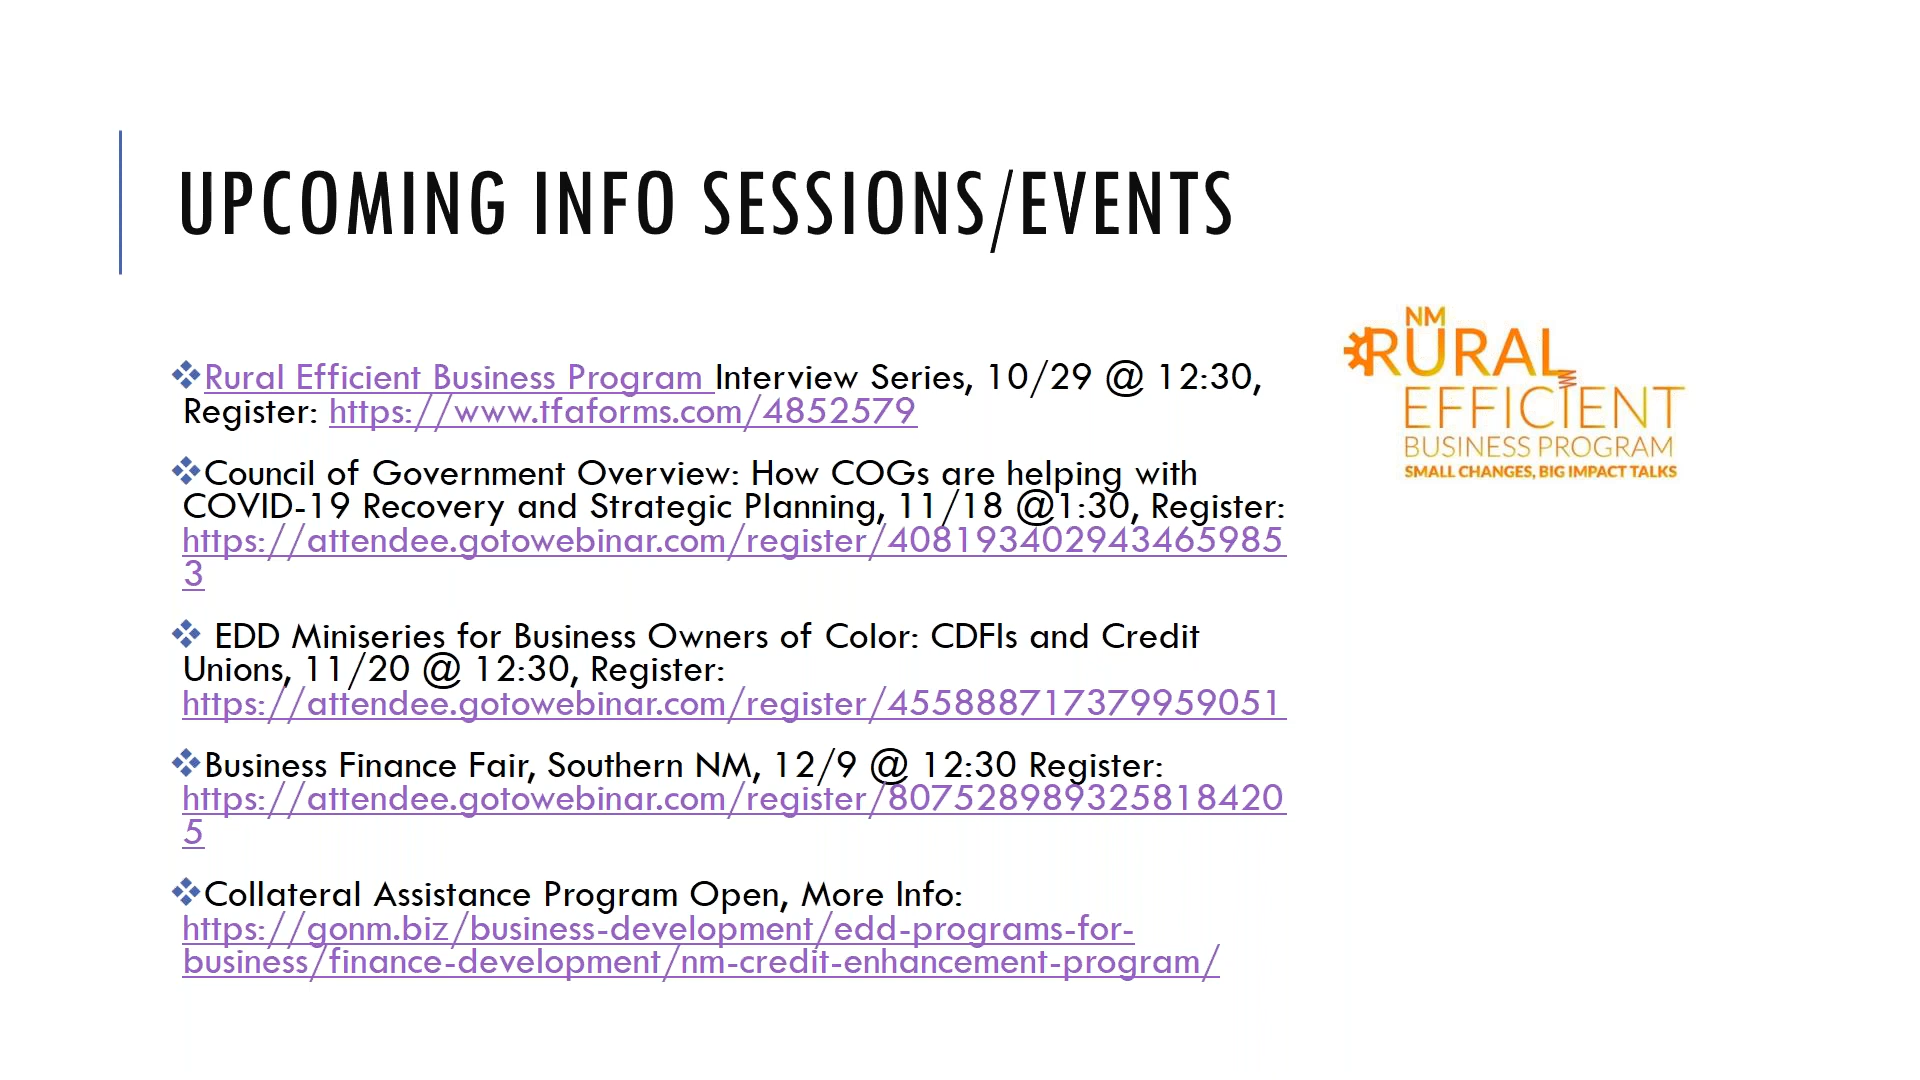 UPCOMING INFO SESSIONS/EVENTS
Rural Efficient Business Program Interview Series, 10/29 @ 12:30,
Register: https://www.tfaforms.com/4852579
Council of Government Overview: How COGs are helping with
COVID-19 Recovery and Strategic Planning, 11/18 @1:30, Register:
https://attendee.gotowebinar.com/register/408193402943465985
3
EDD Miniseries for Business Owners of Color: CDFIs and Credit
Unions, 11/20 @ 12:30, Register:
https://attendee.gotowebinar.com/register/455888717379959051
Business Finance Fair, Southern NM, 12/9 @ 12:30 Register:
https://attendee.gotowebinar.com/register/807528989325818420
5
Collateral Assistance Program Open, More Info:
https://gonm.biz/business-development/edd-programs-for-
business/finance-development/nm-credit-enhancement-program/
NM
RURAL
EFFICIENT
BUSINESS PROGRAM
SMALL CHANGES, BIG IMPACT TALKS